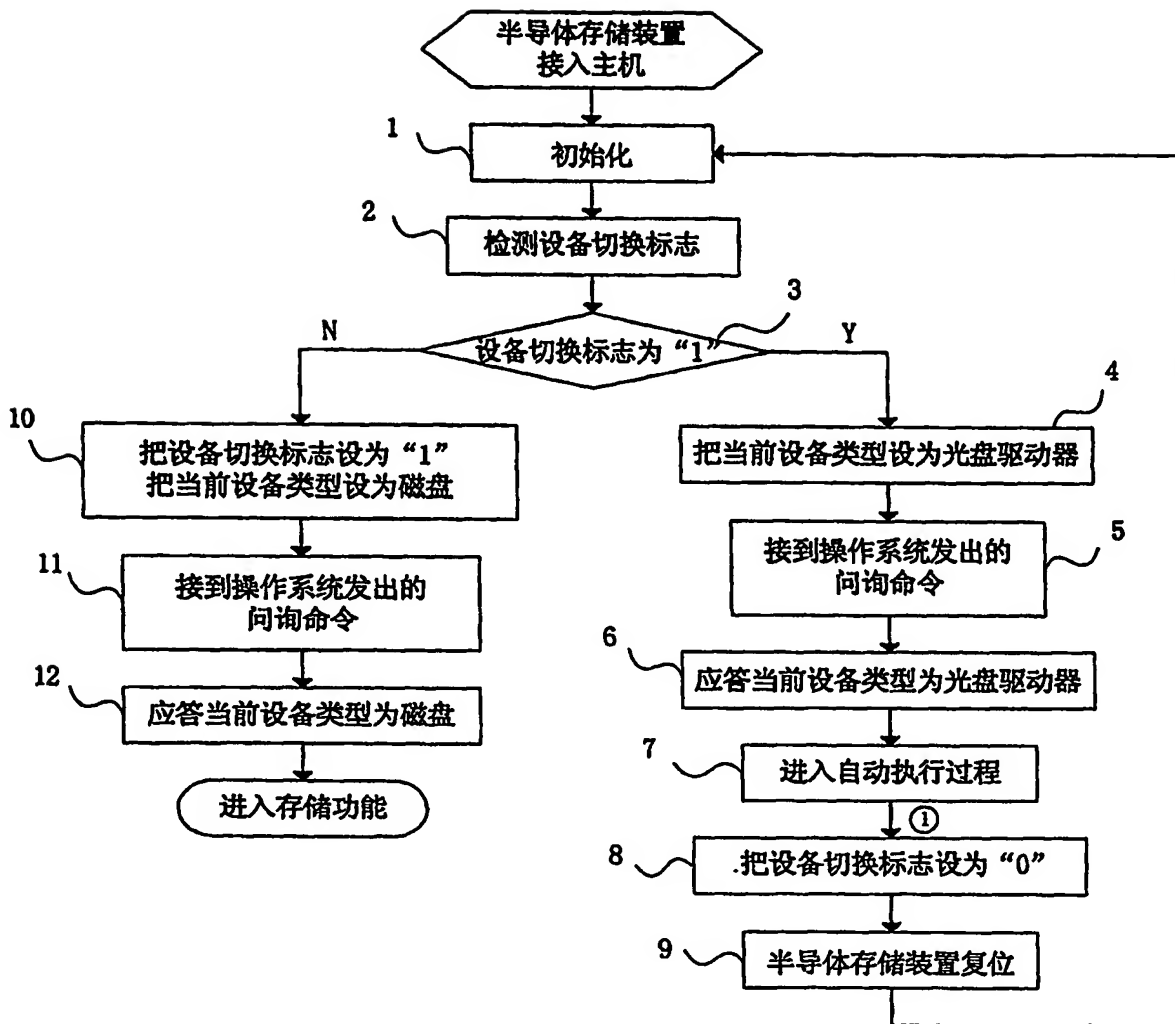 半导体存储装置
接入主机
1
初始化
2
检测设备切换标志
3
设备切换标志为“1”
N
Y
10
把设备切换标志设为“1”
把当前设备类型设为磁盘
4
把当前设备类型设为光盘驱动器
11
接到操作系统发出的
问询命令
5
接到操作系统发出的
问询命令
12
应答当前设备类型为磁盘
6
应答当前设备类型为光盘驱动器
进入存储功能
7
进入自动执行过程
①
8
.把设备切换标志设为“0”
9
半导体存储装置复位